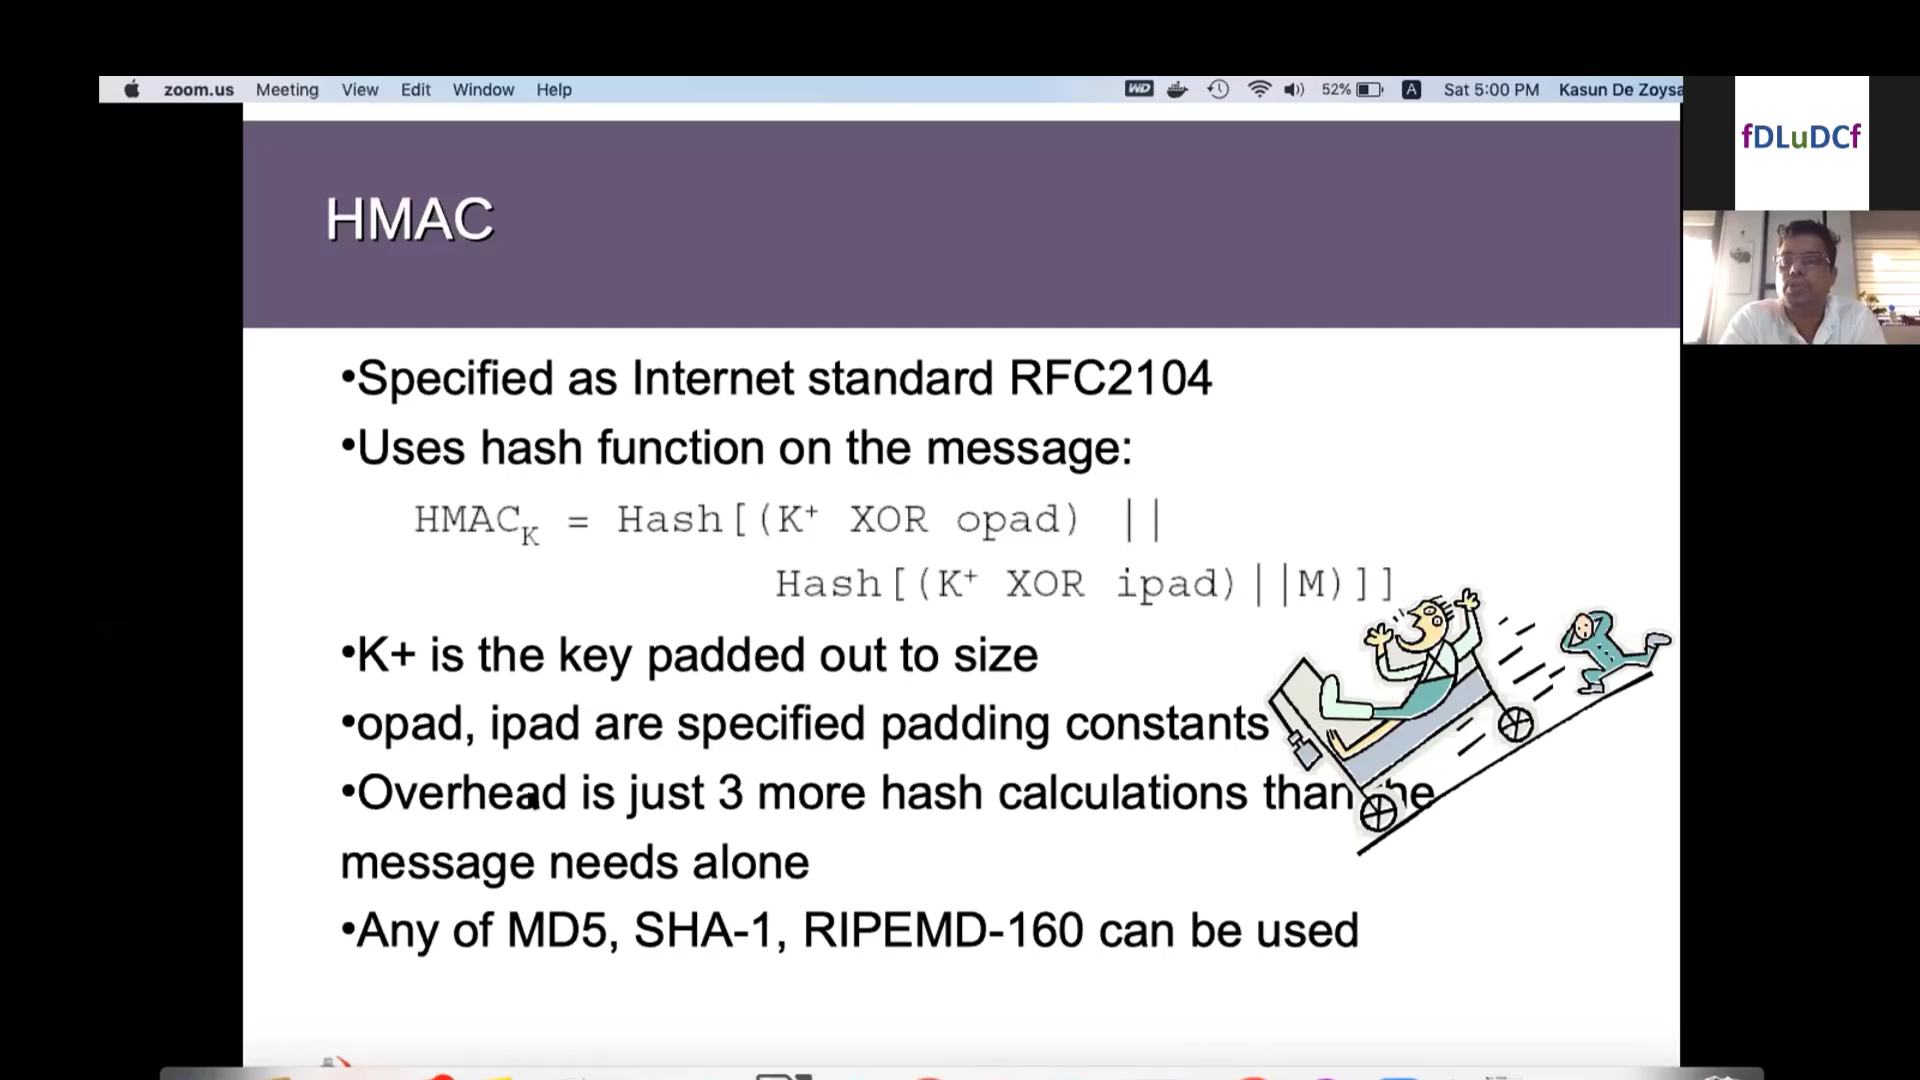 zoom.us Meeting View Edit Window Help WD 52% A Sat 5:00 PM Kasun De Zoysa
fDLuDCf
HMAC
•Specified as Internet standard RFC2104
•Uses hash function on the message:
HMACK = Hash[(K+ XOR opad) ||
Hash[(K+ XOR ipad)||M)]]
•K+ is the key padded out to size
•opad, ipad are specified padding constants
•Overhead is just 3 more hash calculations than the
message needs alone
•Any of MD5, SHA-1, RIPEMD-160 can be used